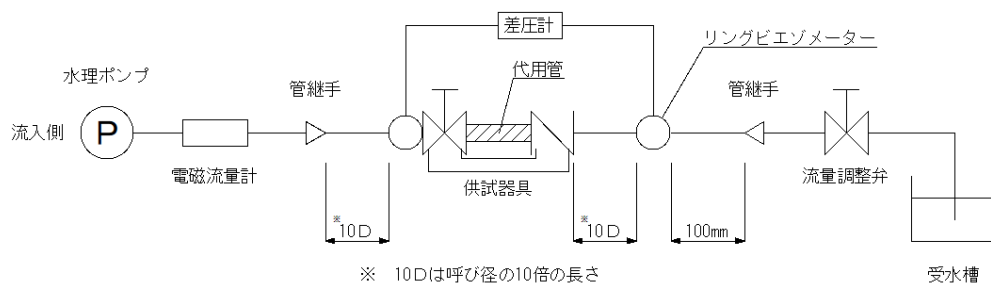 差圧計
リングピエゾメーター
代用管
水理ポンプ
管継手
管継手
流入側
P
電磁流量計
供試器具
流量調整弁
※
10D
※
10D
100mm
※ 10Dは呼び径の10倍の長さ
受水槽